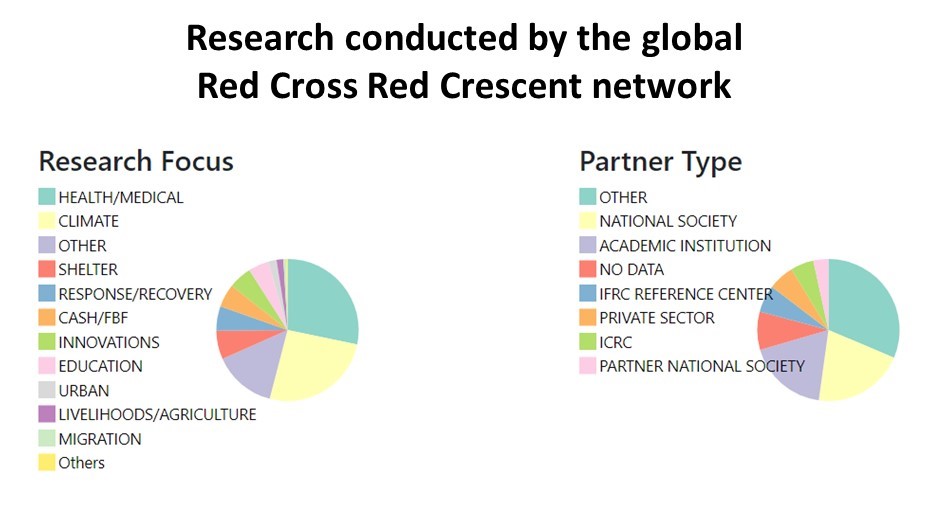 Research conducted by the global
Red Cross Red Crescent network
Research Focus
HEALTH/MEDICAL
CLIMATE
OTHER
SHELTER
RESPONSE/RECOVERY
CASH/FBF
INNOVATIONS
EDUCATION
URBAN
LIVELIHOODS/AGRICULTURE
MIGRATION
Others
Partner Type
OTHER
NATIONAL SOCIETY
ACADEMIC INSTITUTION
NO DATA
IFRC REFERENCE CENTER
PRIVATE SECTOR
ICRC
PARTNER NATIONAL SOCIETY